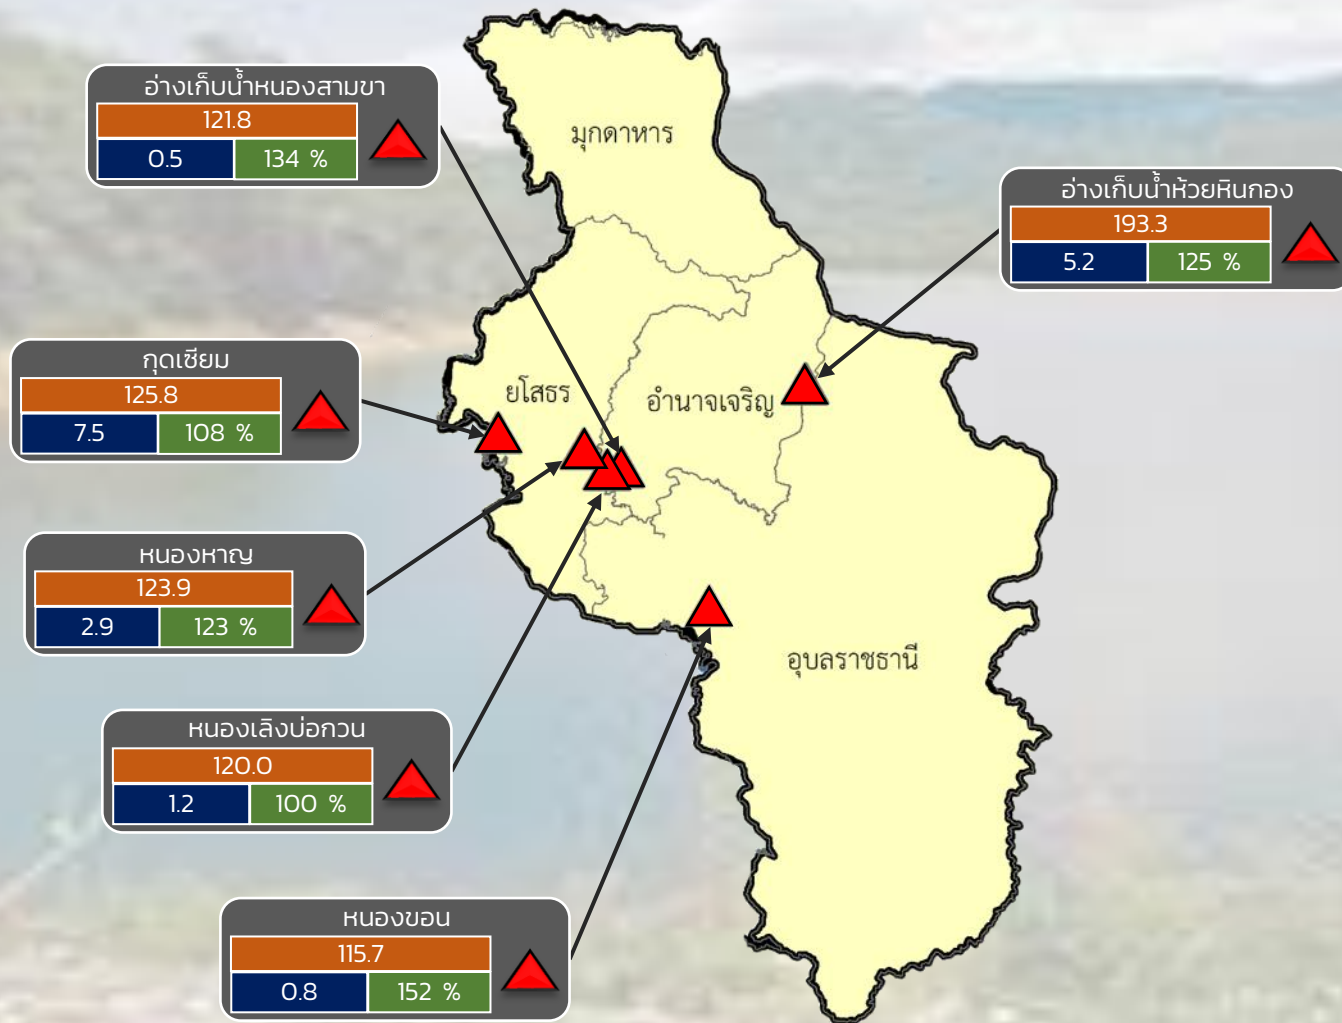 อ่างเก็บน้ำหนองสามขา
121.8
0.5 134 %
มุกดาหาร
อ่างเก็บน้ำห้วยหินกอง
193.3
5.2 125 %
กุดเซียม
125.8
7.5 108 %
ยโสธร
อำนาจเจริญ
หนองหาญ
123.9
2.9 123 %
อุบลราชธานี
หนองเลิงบ่อกวน
120.0
1.2 100 %
หนองขอน
115.7
0.8 152 %